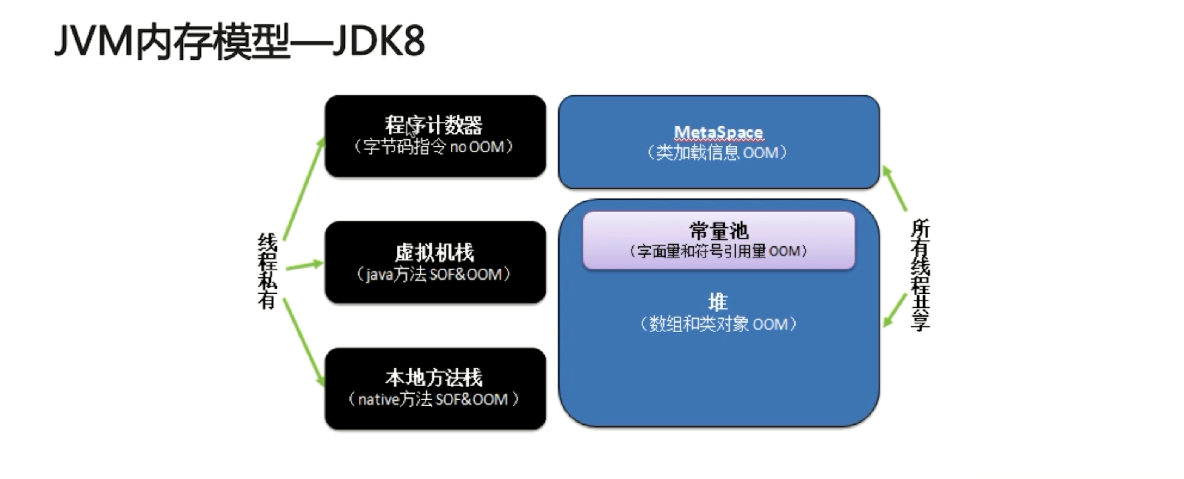 JVM内存模型—JDK8
线程私有
程序计数器
（字节码指令 no OOM）
虚拟机栈
（java方法 SOF&OOM）
本地方法栈
（native方法 SOF&OOM ）
MetaSpace
（类加载信息 OOM）
常量池
（字面量和符号引用量 OOM）
堆
（数组和类对象 OOM）
所有线程共享